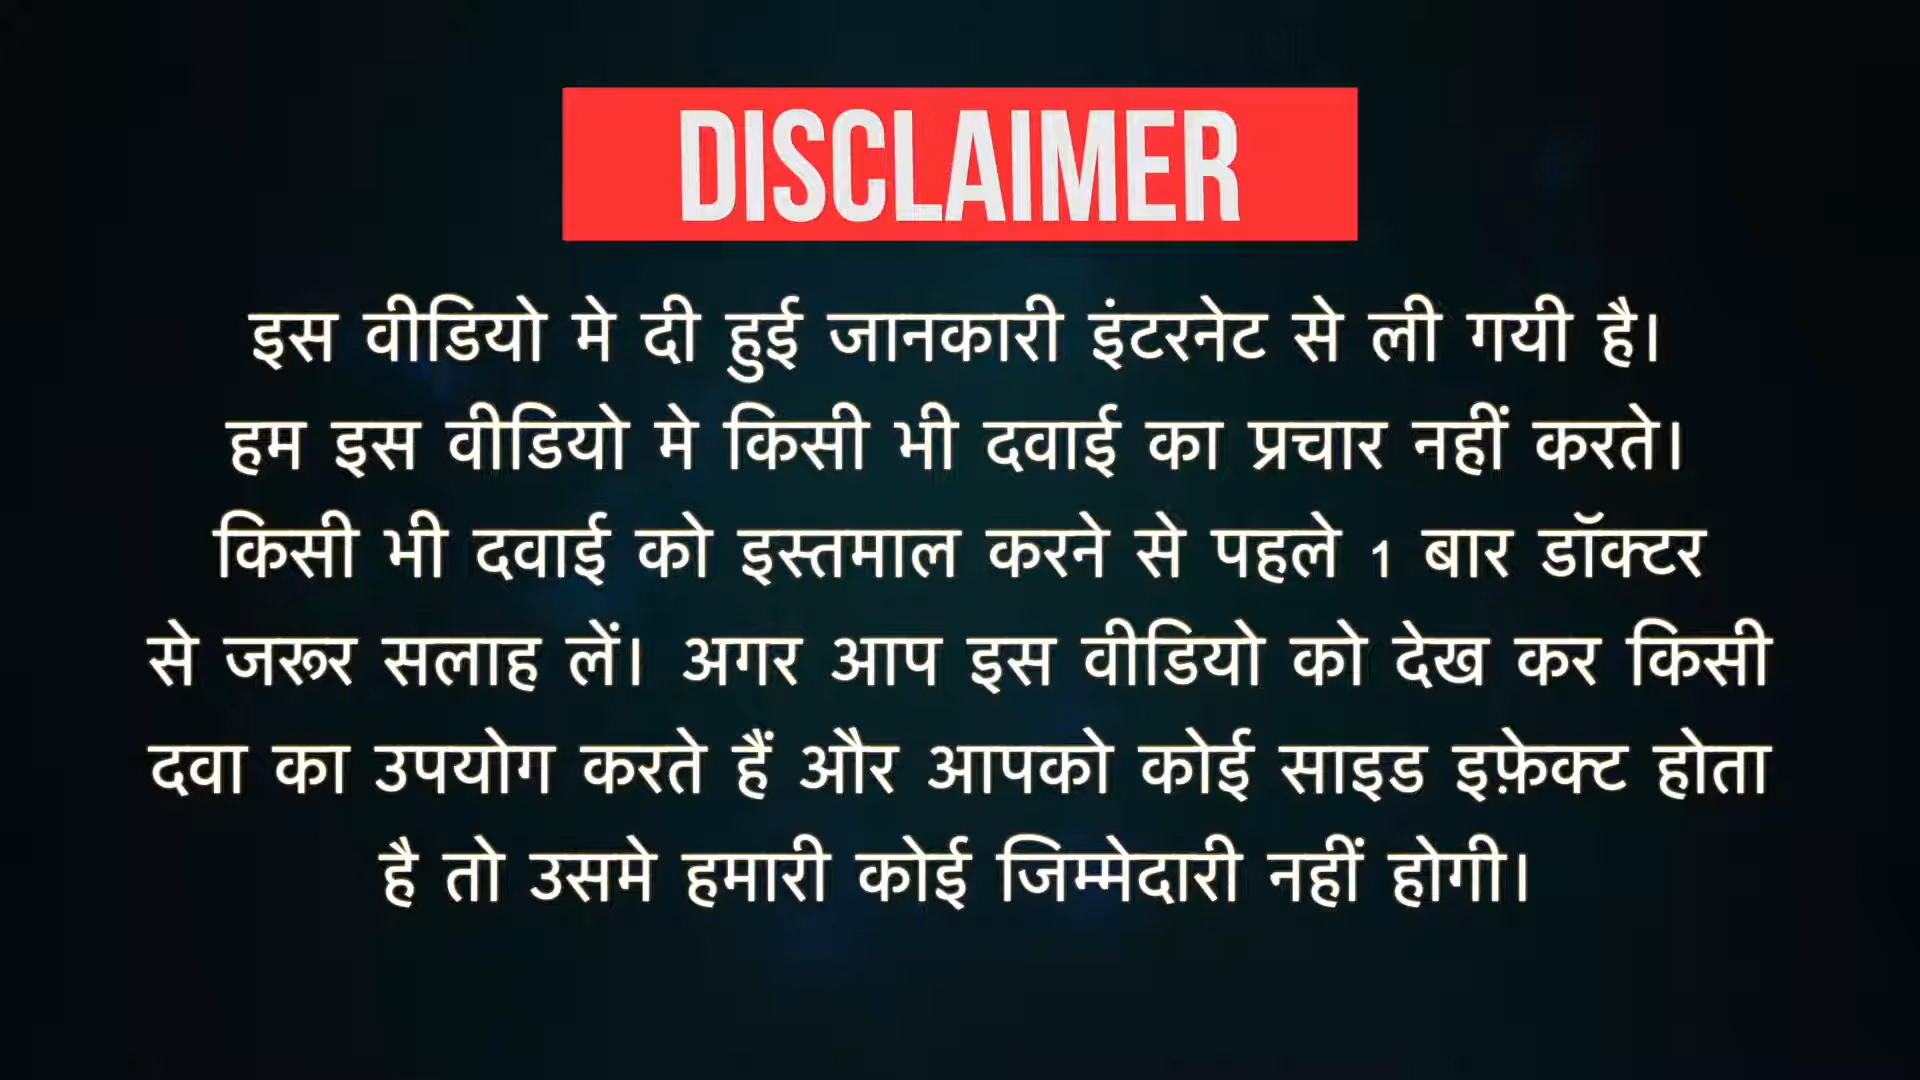 DISCLAIMER
इस वीडियो मे दी हुई जानकारी इंटरनेट से ली गयी है।
हम इस वीडियो मे किसी भी दवाई का प्रचार नहीं करते।
किसी भी दवाई को इस्तमाल करने से पहले 1 बार डॉक्टर
से जरूर सलाह लें। अगर आप इस वीडियो को देख कर किसी
दवा का उपयोग करते हैं और आपको कोई साइड इफ़ेक्ट होता
है तो उसमे हमारी कोई जिम्मेदारी नहीं होगी।